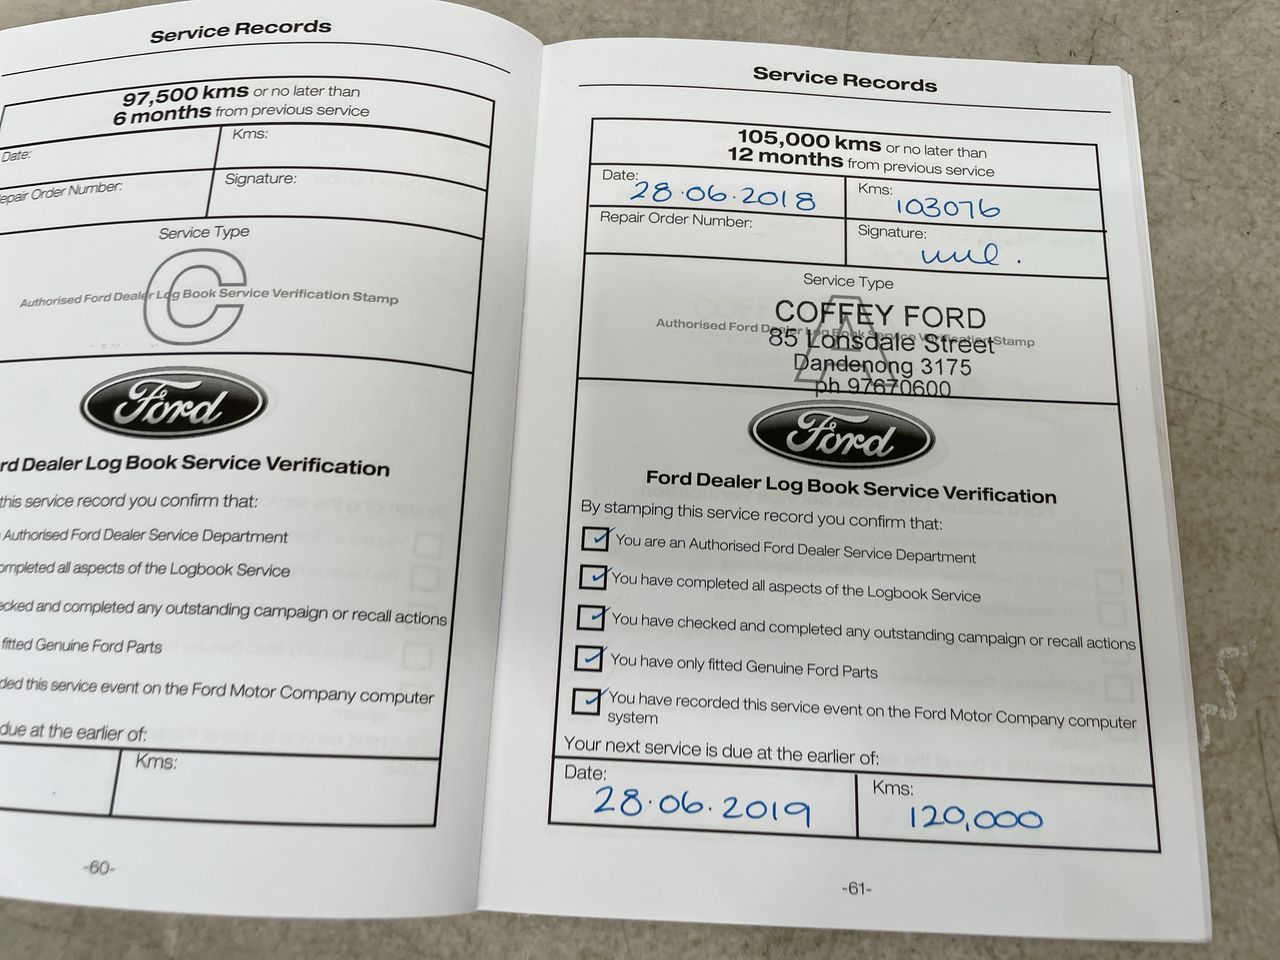 Service Records
97,500 kms or no later than
6 months from previous service
Date:
Kms:
epair Order Number:
Signature:
Service Type
C
Authorised Ford Dealer Log Book Service Verification Stamp
Ford
rd Dealer Log Book Service Verification
this service record you confirm that:
Authorised Ford Dealer Service Department
ompleted all aspects of the Logbook Service
ecked and completed any outstanding campaign or recall actions
fitted Genuine Ford Parts
ded this service event on the Ford Motor Company computer
due at the earlier of:
Kms:
-60-
Service Records
105,000 kms or no later than
12 months from previous service
Date: 28.06.2018
Kms: 103076
Repair Order Number:
Signature:
Service Type
A
Authorised Ford Dealer Log Book Service Verification Stamp
COFFEY FORD
85 Lonsdale Street
Dandenong 3175
ph 97670600
Ford
Ford Dealer Log Book Service Verification
By stamping this service record you confirm that:
You are an Authorised Ford Dealer Service Department
You have completed all aspects of the Logbook Service
You have checked and completed any outstanding campaign or recall actions
You have only fitted Genuine Ford Parts
You have recorded this service event on the Ford Motor Company computer
system
Your next service is due at the earlier of:
Date: 28.06.2019
Kms: 120,000
-61-